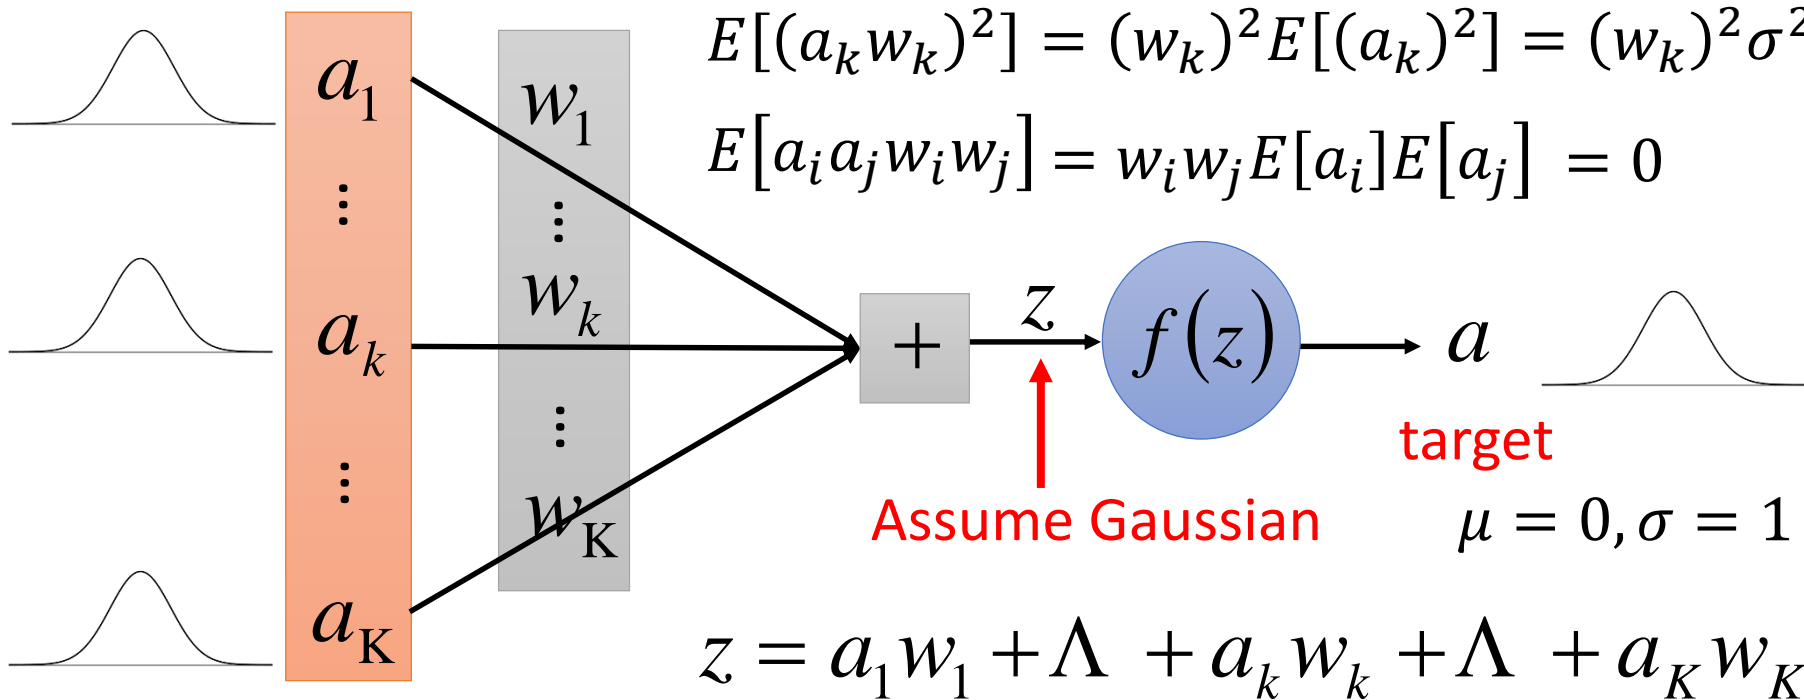 E[(a_k w_k)^2] = (w_k)^2 E[(a_k)^2] = (w_k)^2 σ^2
E[a_i a_j w_i w_j] = w_i w_j E[a_i]E[a_j] = 0
a_1
⋮
a_k
⋮
a_K
w_1
⋮
w_k
⋮
w_K
+
z
f(z)
a
target
Assume Gaussian
μ = 0, σ = 1
z = a_1 w_1 + Λ + a_k w_k + Λ + a_K w_K